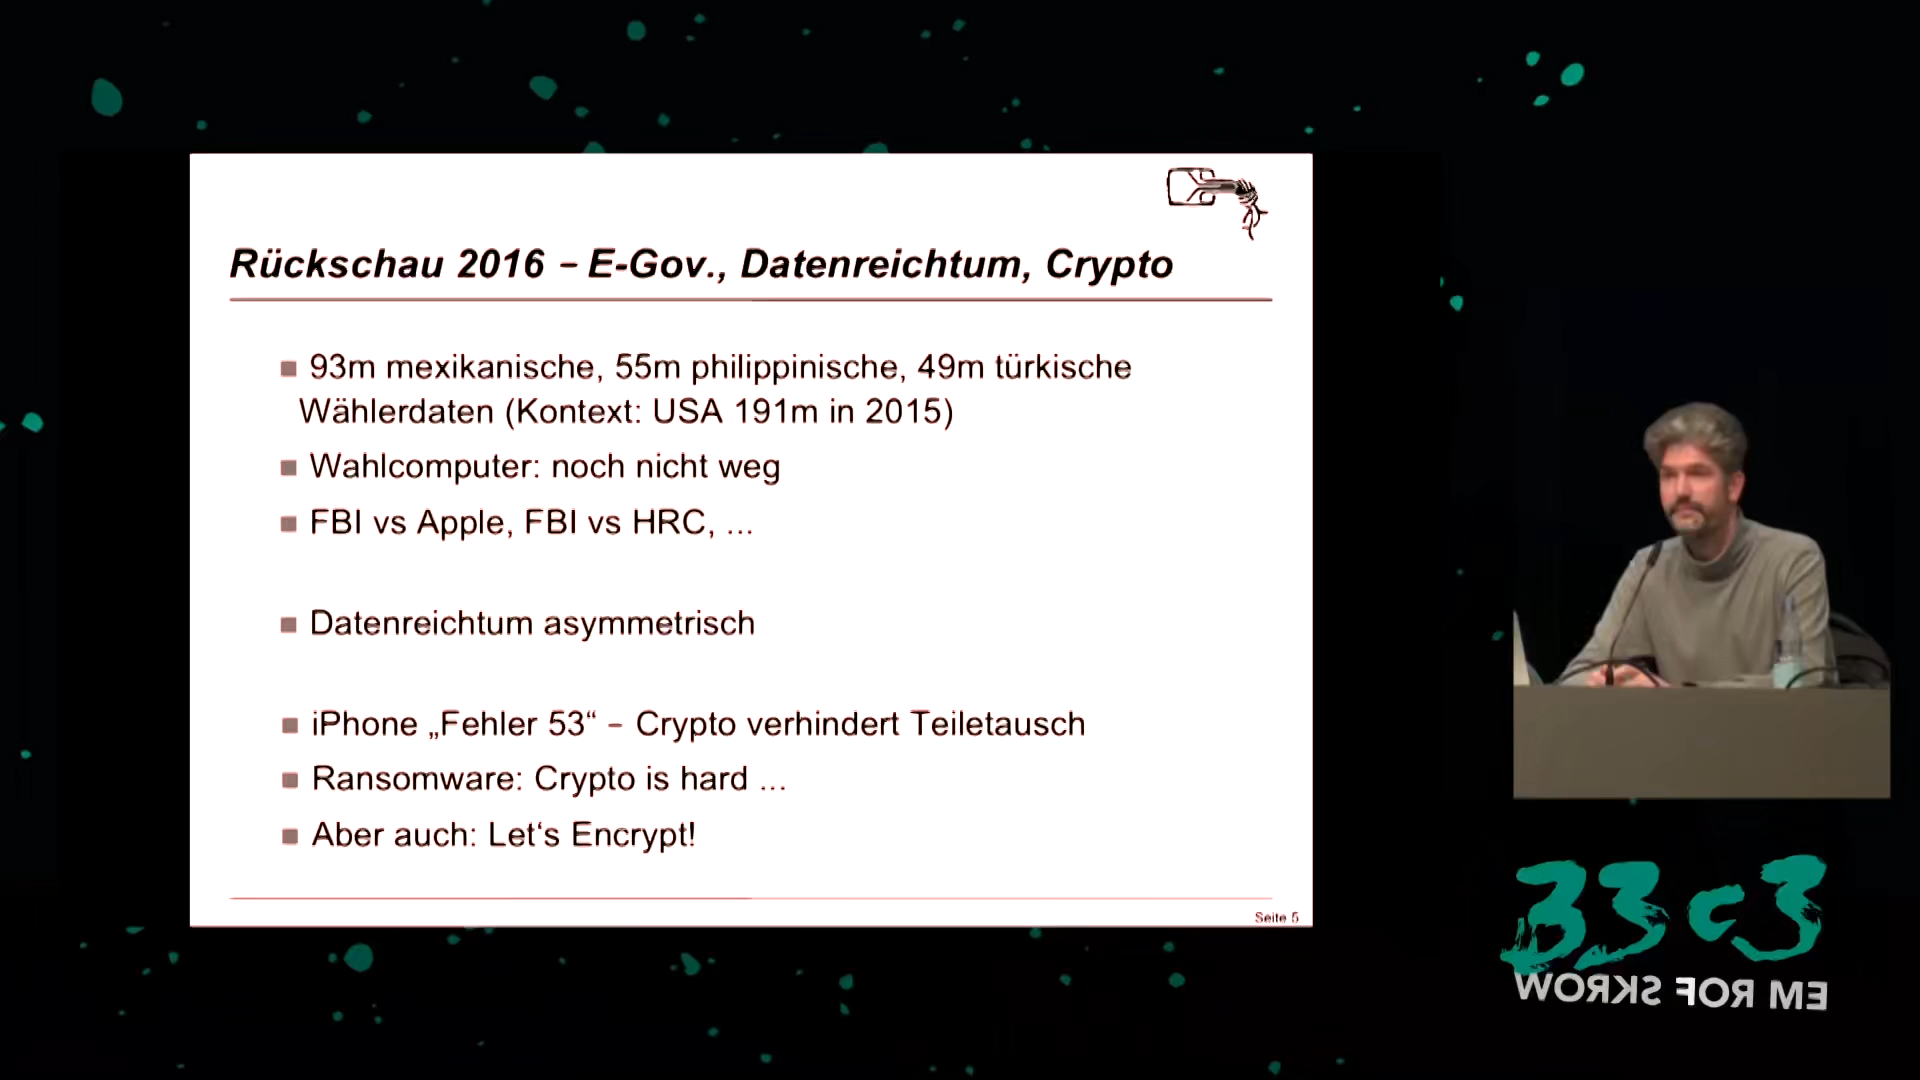 Rückschau 2016 – E-Gov., Datenreichtum, Crypto
93m mexikanische, 55m philippinische, 49m türkische
Wählerdaten (Kontext: USA 191m in 2015)
Wahlcomputer: noch nicht weg
FBI vs Apple, FBI vs HRC, ...
Datenreichtum asymmetrisch
iPhone „Fehler 53“ – Crypto verhindert Teiletausch
Ransomware: Crypto is hard ...
Aber auch: Let‘s Encrypt!
Seite 5
33c3
WORKS FOR ME